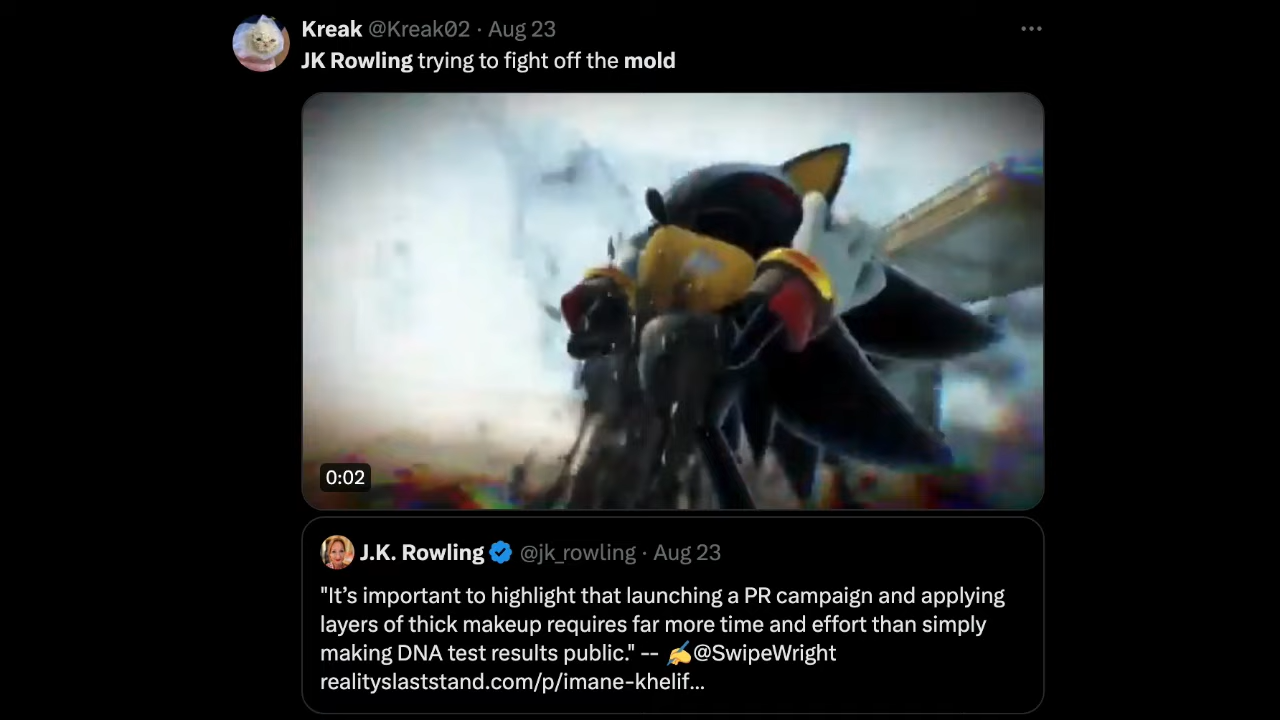 Kreak @Kreak02 · Aug 23
JK Rowling trying to fight off the mold
0:02
J.K. Rowling @jk_rowling · Aug 23
"It’s important to highlight that launching a PR campaign and applying
layers of thick makeup requires far more time and effort than simply
making DNA test results public." -- ✍️@SwipeWright
realityslaststand.com/p/imane-khelif...